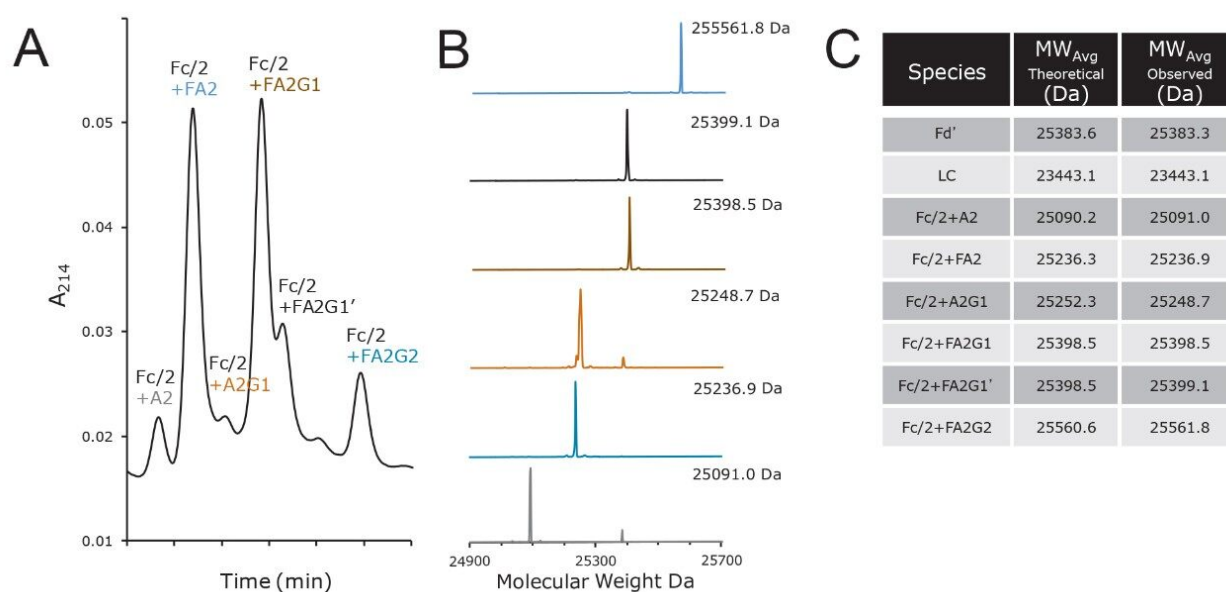 A
Fc/2
+FA2
Fc/2
+FA2G1
Fc/2
+FA2G1’
Fc/2
+A2G1
Fc/2
+A2
Fc/2
+FA2G2
0.05
0.04
0.03
0.02
0.01
A214
Time (min)
B
255561.8 Da
25399.1 Da
25398.5 Da
25248.7 Da
25236.9 Da
25091.0 Da
24900 25300 25700
Molecular Weight Da
C
Species MWAvg Theoretical (Da) MWAvg Observed (Da)
Fd’ 25383.6 25383.3
LC 23443.1 23443.1
Fc/2+A2 25090.2 25091.0
Fc/2+FA2 25236.3 25236.9
Fc/2+A2G1 25252.3 25248.7
Fc/2+FA2G1 25398.5 25398.5
Fc/2+FA2G1’ 25398.5 25399.1
Fc/2+FA2G2 25560.6 25561.8